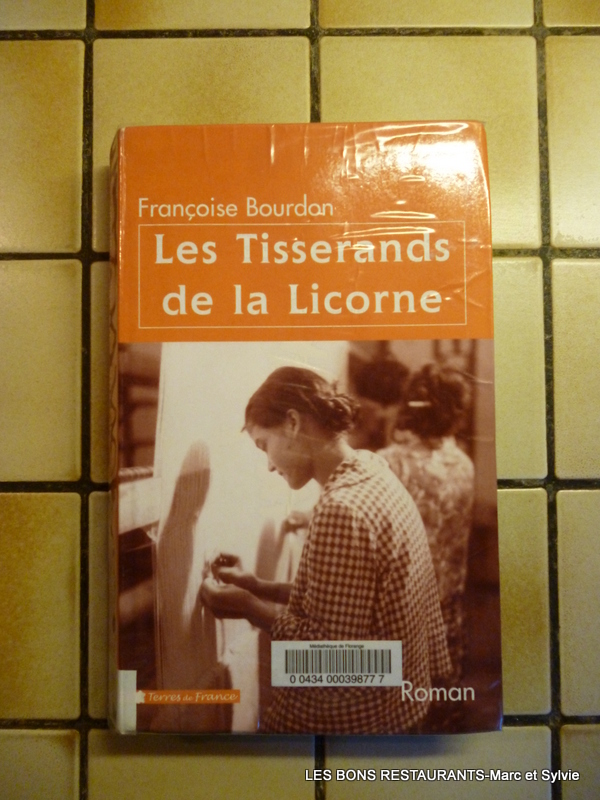 Françoise Bourdon
Les Tisserands
de la Licorne
Médiathèque de Florange
0 0434 00039877 7
Terres de France
Roman
LES BONS RESTAURANTS-Marc et Sylvie